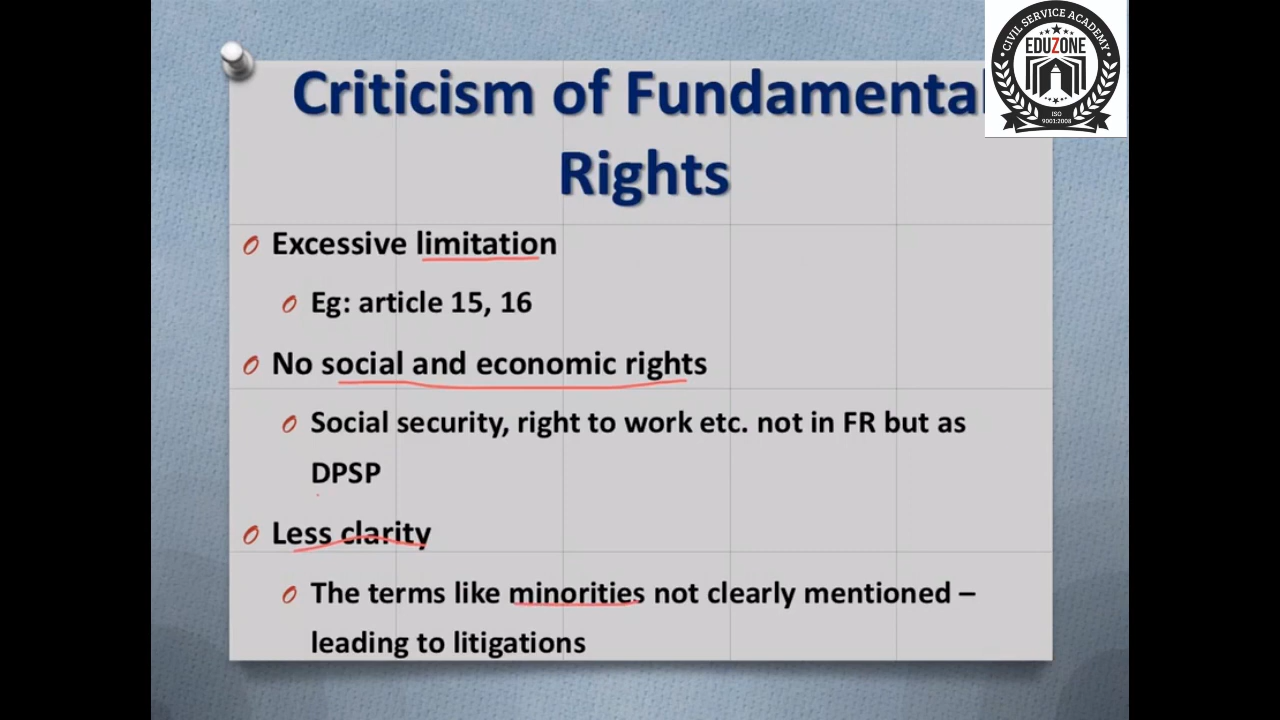 Criticism of Fundamental
Rights
Excessive limitation
Eg: article 15, 16
No social and economic rights
Social security, right to work etc. not in FR but as
DPSP
Less clarity
The terms like minorities not clearly mentioned –
leading to litigations
CIVIL SERVICE ACADEMY
EDUZONE
ISO
9001:2008